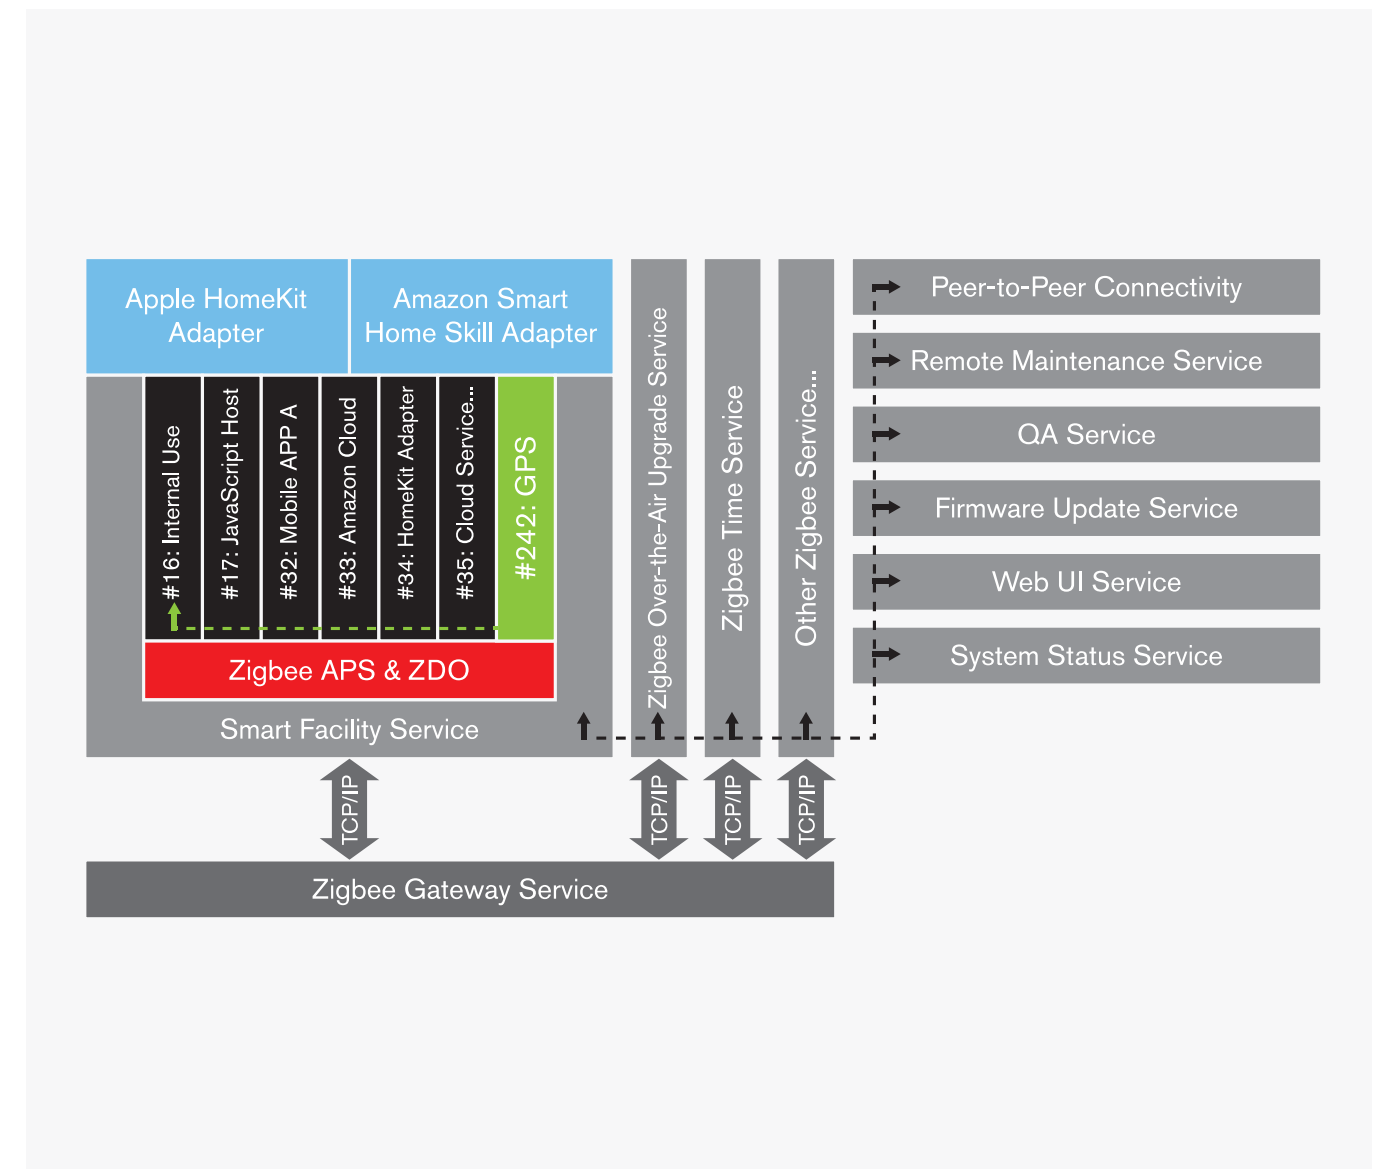 Apple HomeKit
Adapter
Amazon Smart
Home Skill Adapter
#16: Internal Use
#17: JavaScript Host
#32: Mobile APP A
#33: Amazon Cloud
#34: HomeKit Adapter
#35: Cloud Service...
#242: GPS
Zigbee APS & ZDO
Smart Facility Service
Zigbee Over-the-Air Upgrade Service
Zigbee Time Service
Other Zigbee Service...
Peer-to-Peer Connectivity
Remote Maintenance Service
QA Service
Firmware Update Service
Web UI Service
System Status Service
TCP/IP
TCP/IP
TCP/IP
TCP/IP
Zigbee Gateway Service